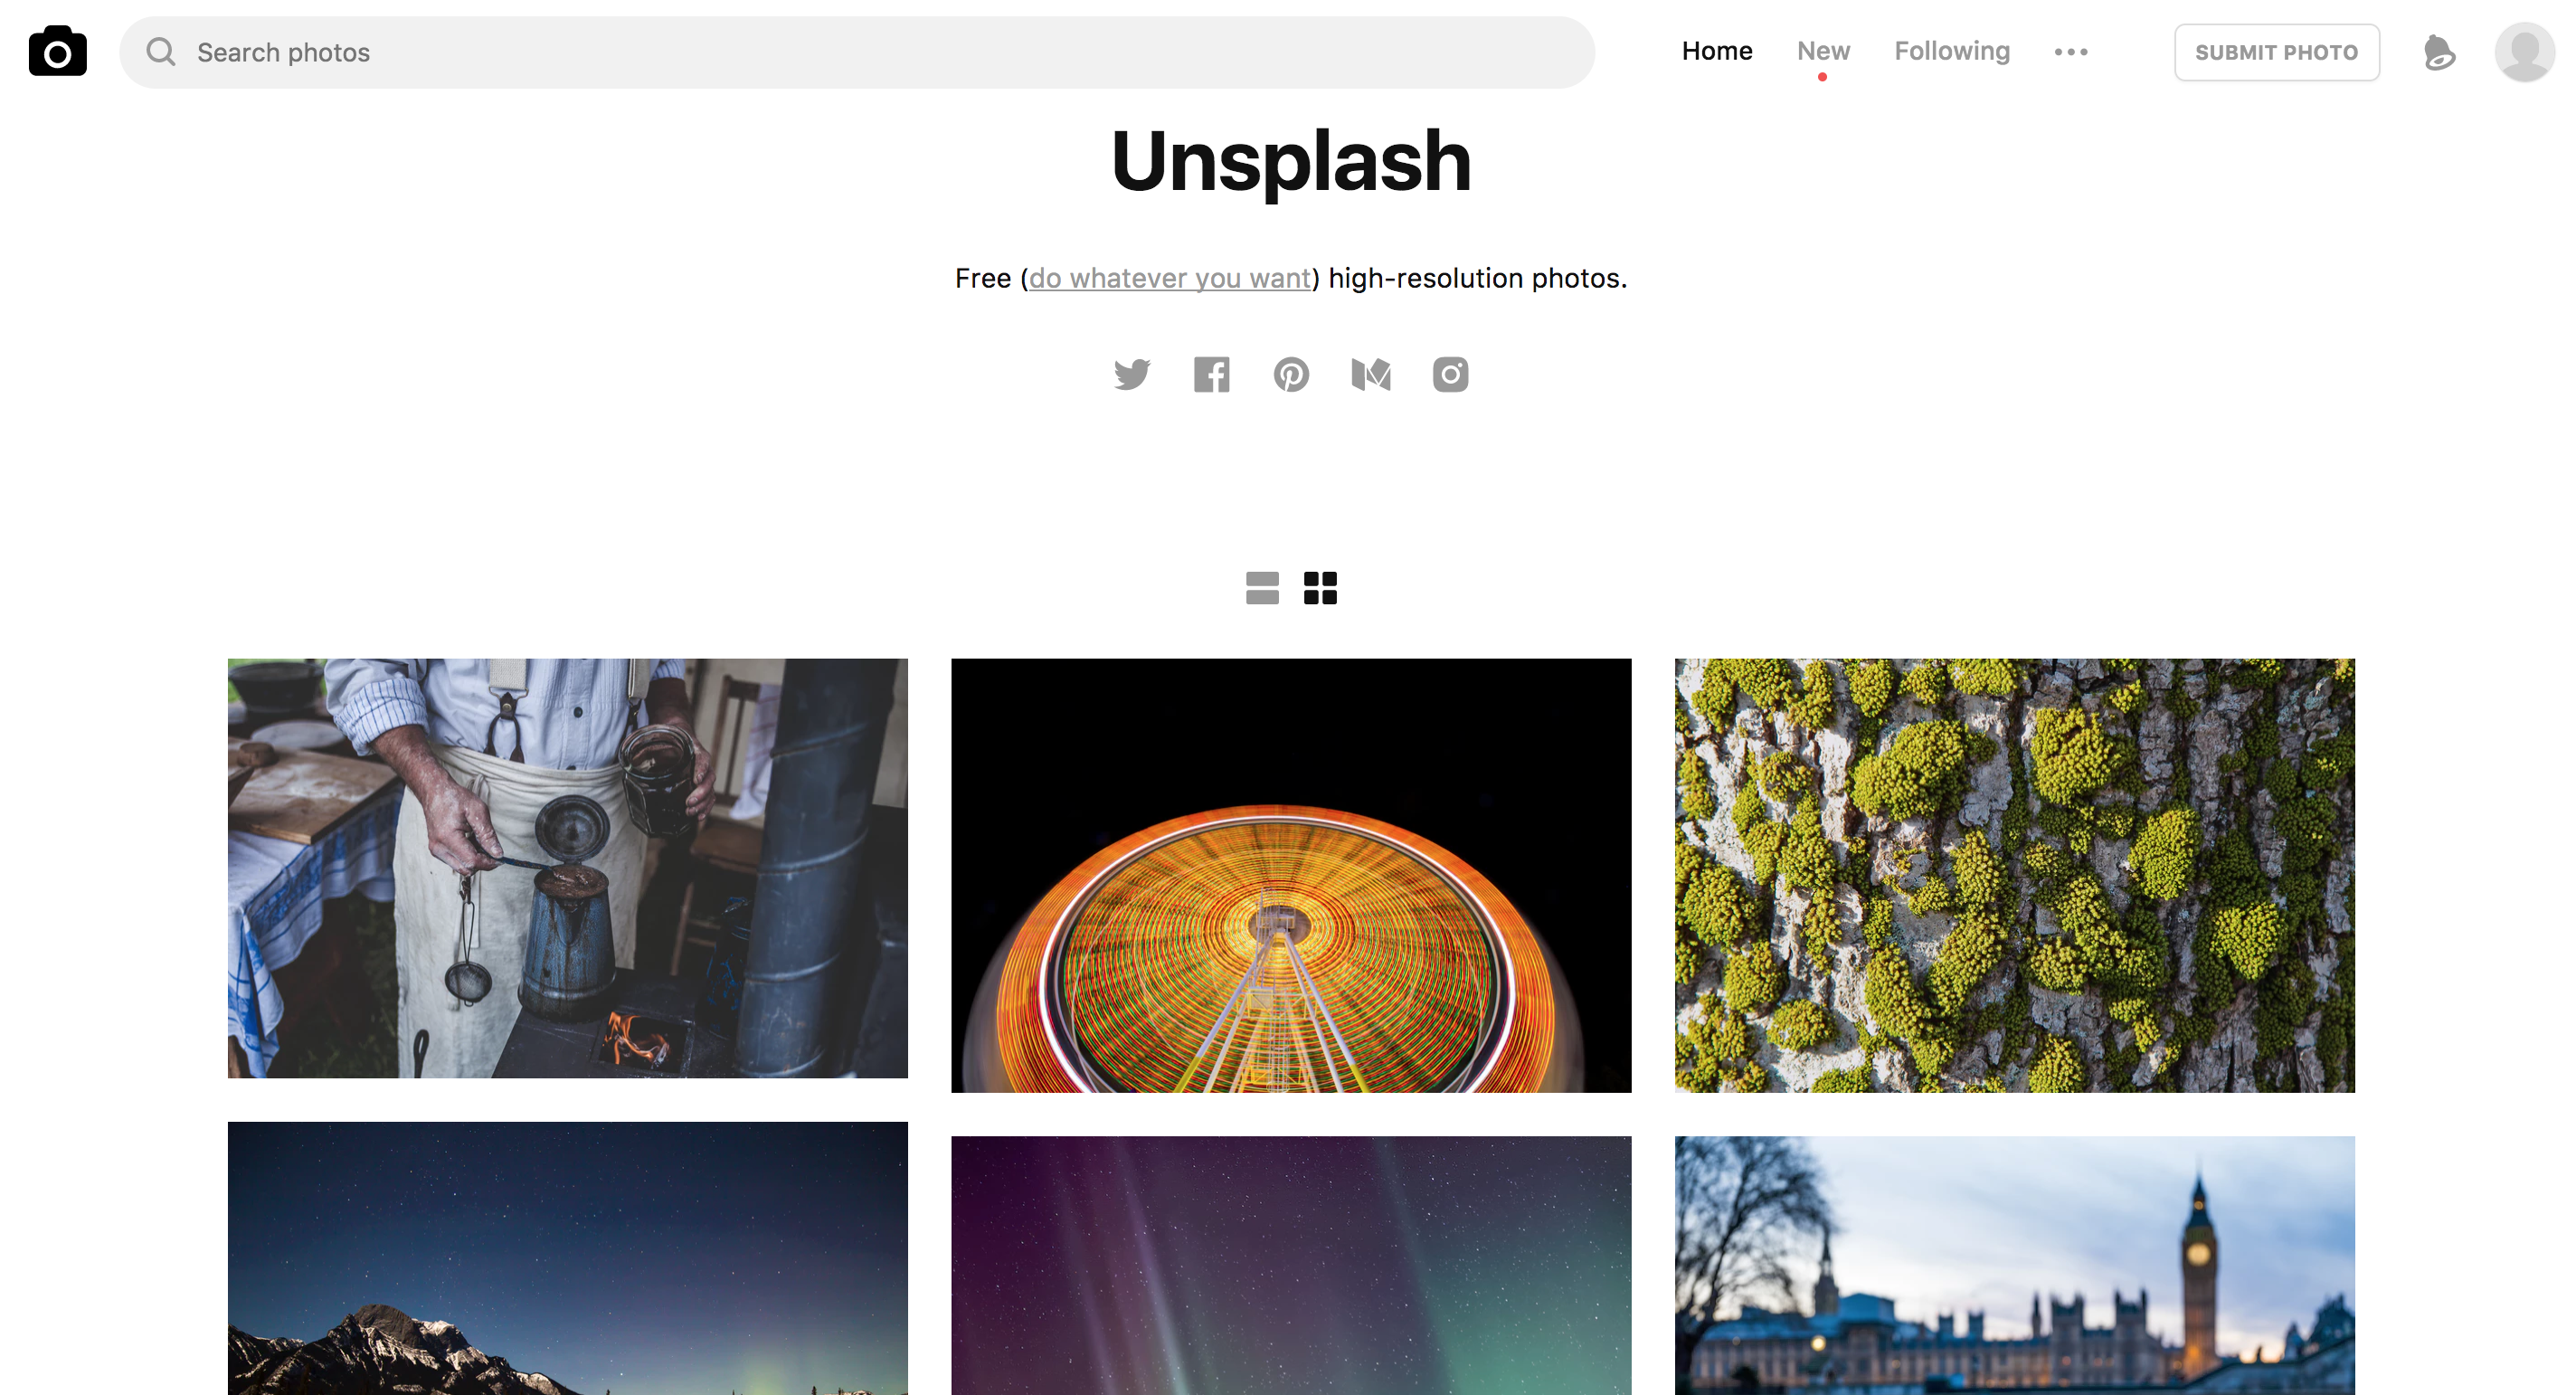 Search photos
Home New Following SUBMIT PHOTO
Unsplash
Free (do whatever you want) high-resolution photos.